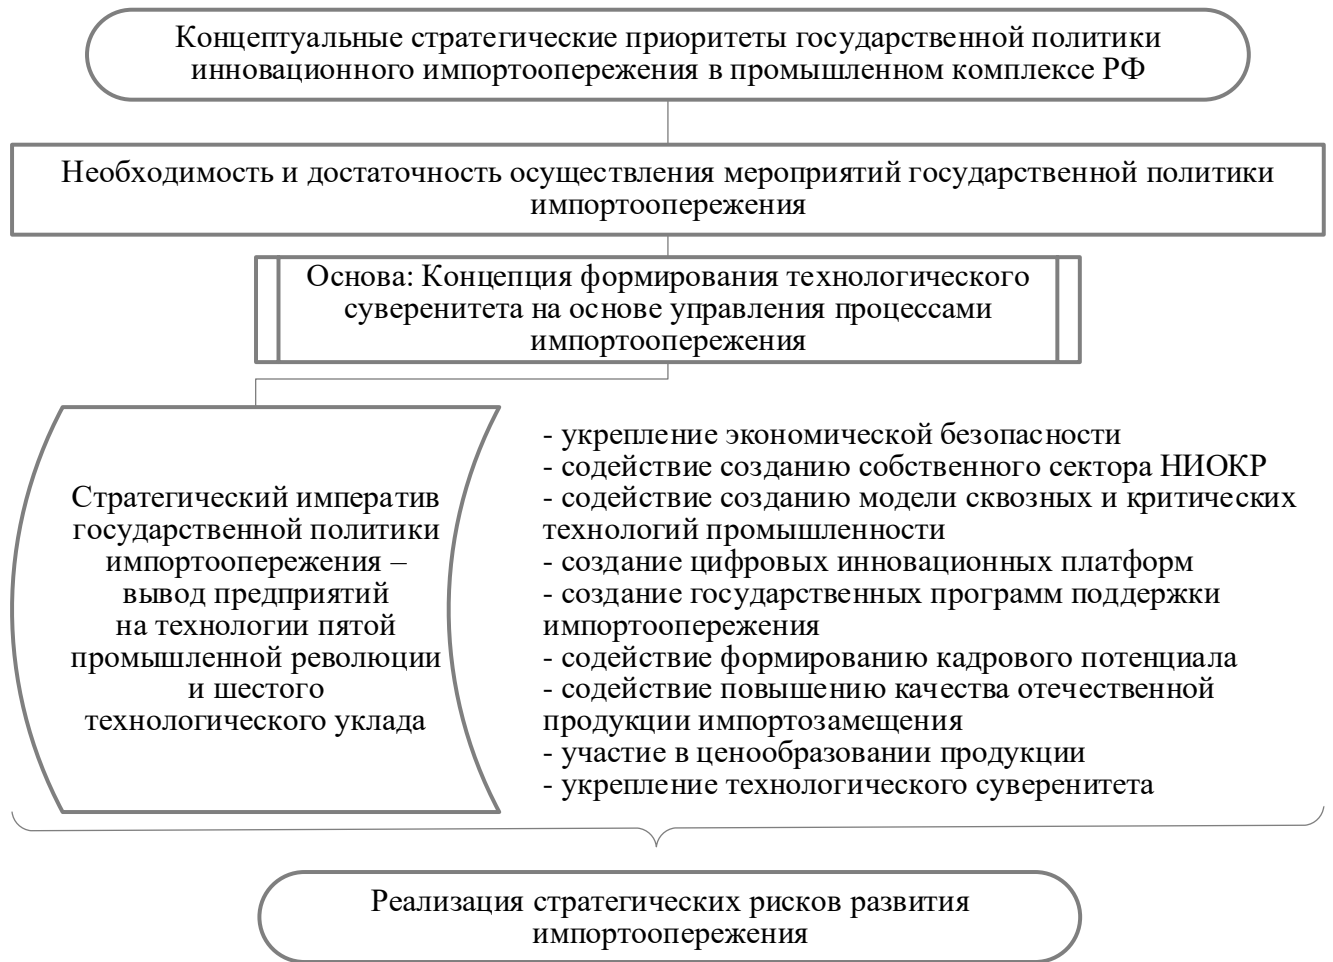 Концептуальные стратегические приоритеты государственной политики
инновационного импортоопережения в промышленном комплексе РФ
Необходимость и достаточность осуществления мероприятий государственной политики
импортоопережения
Основа: Концепция формирования технологического
суверенитета на основе управления процессами
импортоопережения
Стратегический императив
государственной политики
импортоопережения –
вывод предприятий
на технологии пятой
промышленной революции
и шестого
технологического уклада
- укрепление экономической безопасности
- содействие созданию собственного сектора НИОКР
- содействие созданию модели сквозных и критических
технологий промышленности
- создание цифровых инновационных платформ
- создание государственных программ поддержки
импортоопережения
- содействие формированию кадрового потенциала
- содействие повышению качества отечественной
продукции импортозамещения
- участие в ценообразовании продукции
- укрепление технологического суверенитета
Реализация стратегических рисков развития
импортоопережения